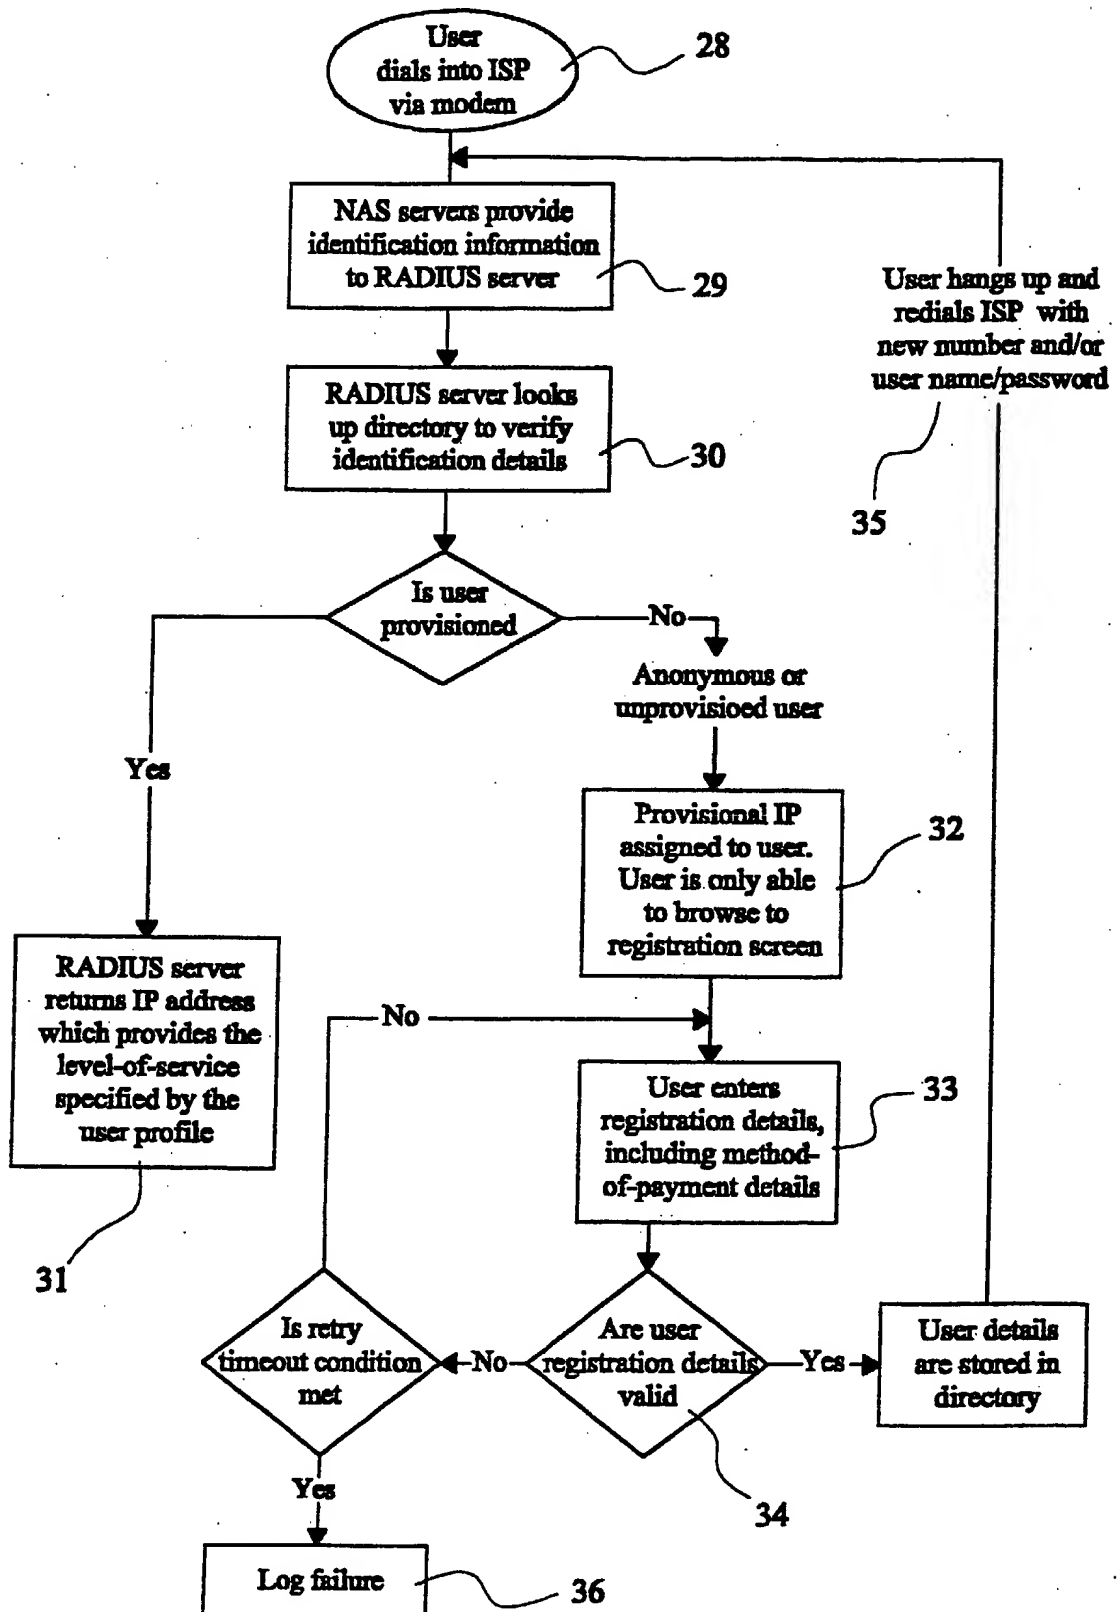 User
dials into ISP
via modem
28
NAS servers provide
identification information
to RADIUS server
29
User hangs up and
redials ISP with
new number and/or
user name/password
35
RADIUS server looks
up directory to verify
identification details
30
Is user
provisioned
No
Anonymous or
unprovisioed user
Yes
Provisional IP
assigned to user.
User is only able
to browse to
registration screen
32
RADIUS server
returns IP address
which provides the
level-of-service
specified by the
user profile
31
No
User enters
registration details,
including method-
of-payment details
33
Is retry
timeout condition
met
No
Are user
registration details
valid
34
Yes
User details
are stored in
directory
Yes
Log failure
36